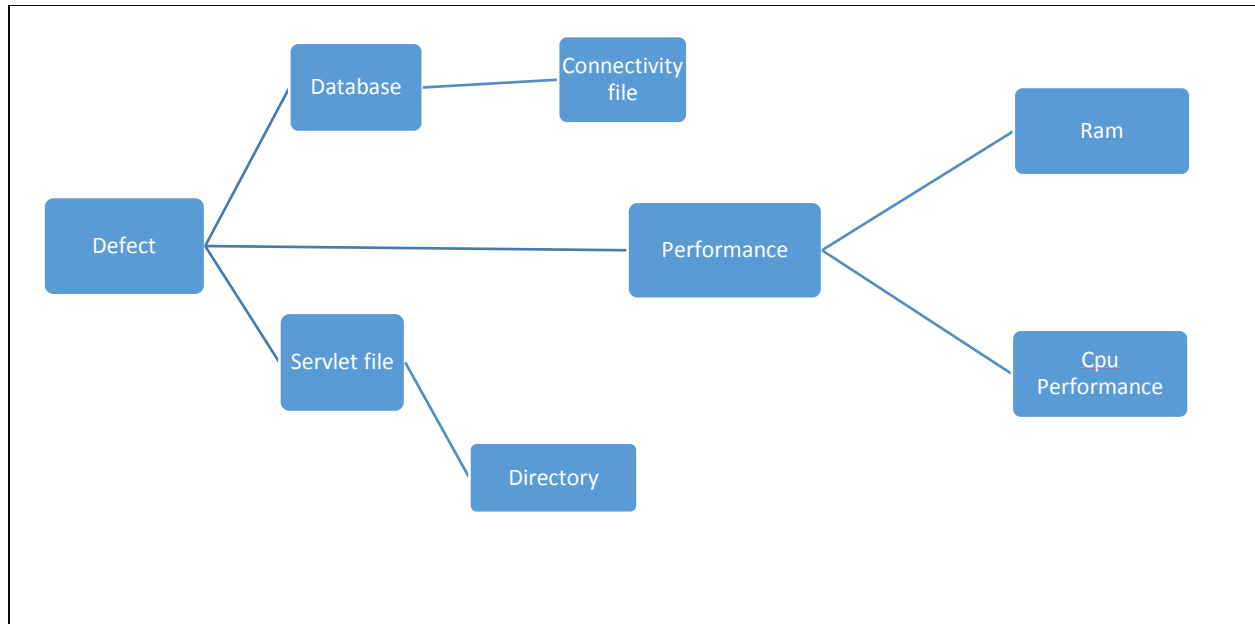 Database
Connectivity
file
Ram
Defect
Performance
Servlet file
Cpu
Performance
Directory